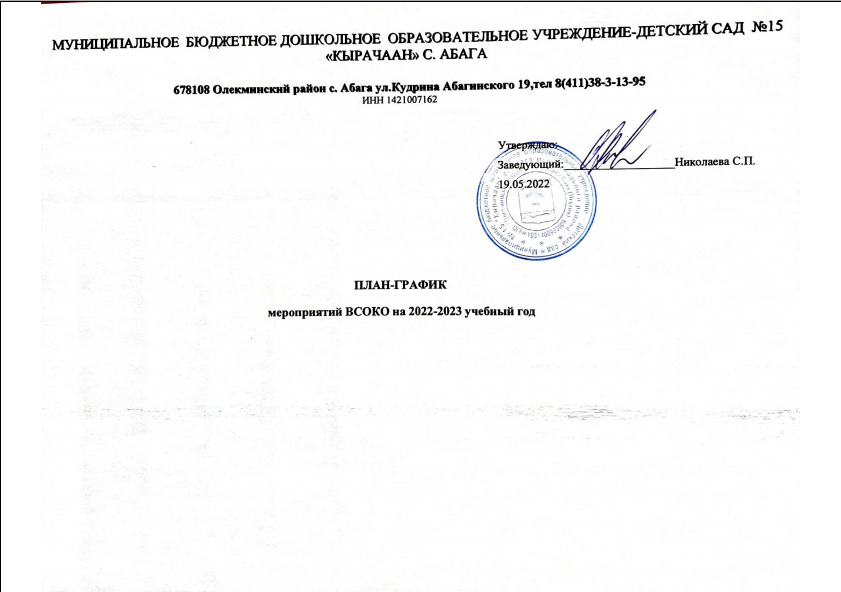 МУНИЦИПАЛЬНОЕ БЮДЖЕТНОЕ ДОШКОЛЬНОЕ ОБРАЗОВАТЕЛЬНОЕ УЧРЕЖДЕНИЕ-ДЕТСКИЙ САД №15
«КЫРАЧААН» С. АБАГА
678108 Олекминский район с. Абага ул.Кудрина Абагинского 19,тел 8(411)38-3-13-95
ИНН 1421007162
Утверждаю:
Заведующий: Николаева С.П.
19.05.2022
ПЛАН-ГРАФИК
мероприятий ВСОКО на 2022-2023 учебный год